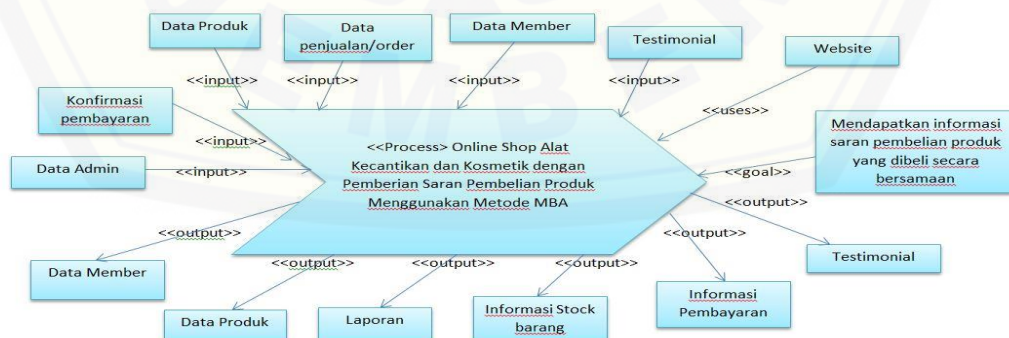 Data Produk
Data
penjualan/order
Data Member
Testimonial
Website
<<input>>
<<input>>
<<input>>
<<input>>
<<uses>>
Konfirmasi
pembayaran
<<input>>
Data Admin
<<input>>
<<Process>> Online Shop Alat
Kecantikan dan Kosmetik dengan
Pemberian Saran Pembelian Produk
Menggunakan Metode MBA
Mendapatkan informasi
saran pembelian produk
yang dibeli secara
bersamaan
<<goal>>
<<output>>
<<output>>
<<output>>
<<output>>
<<output>>
<<output>>
<<output>>
Data Member
Data Produk
Laporan
Informasi Stock
barang
Informasi
Pembayaran
Testimonial